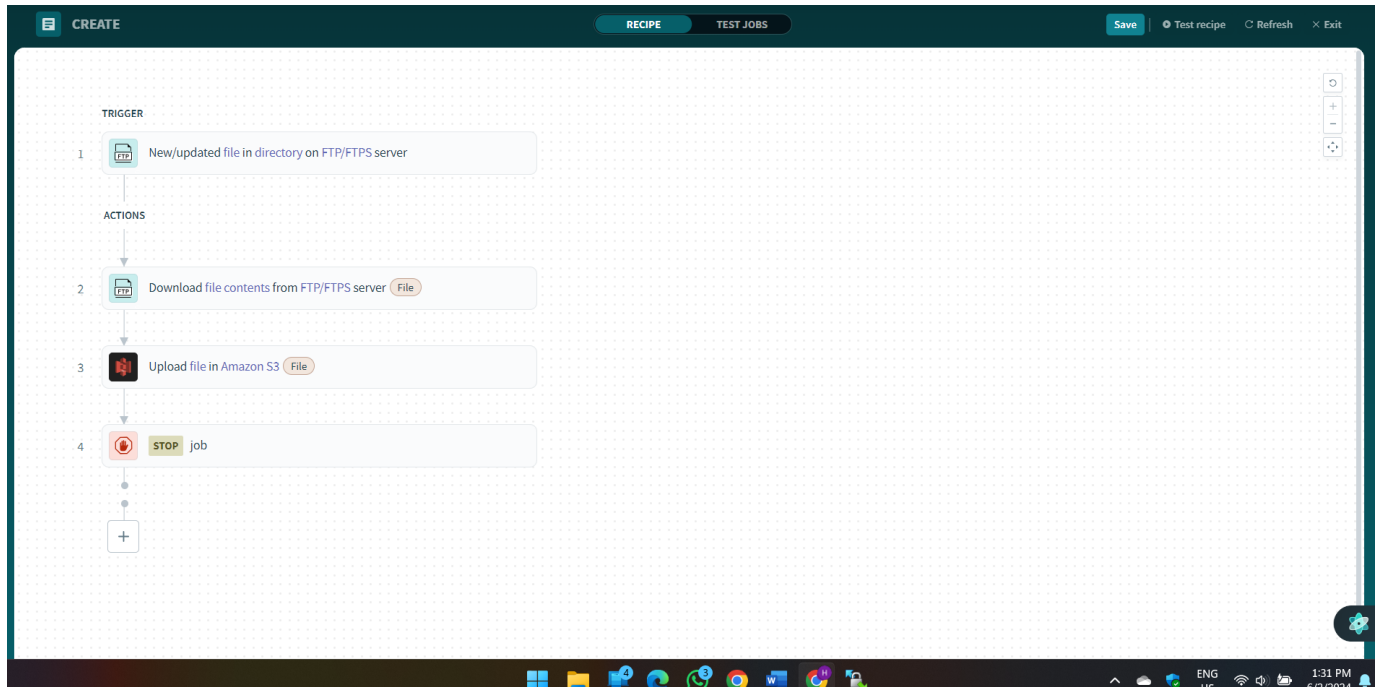 CREATE
RECIPE
TEST JOBS
Save
Test recipe
Refresh
Exit
TRIGGER
1
FTP
New/updated file in directory on FTP/FTPS server
ACTIONS
2
FTP
Download file contents from FTP/FTPS server File
3
Upload file in Amazon S3 File
4
STOP job
4
3
W
H
ENG
US
1:31 PM